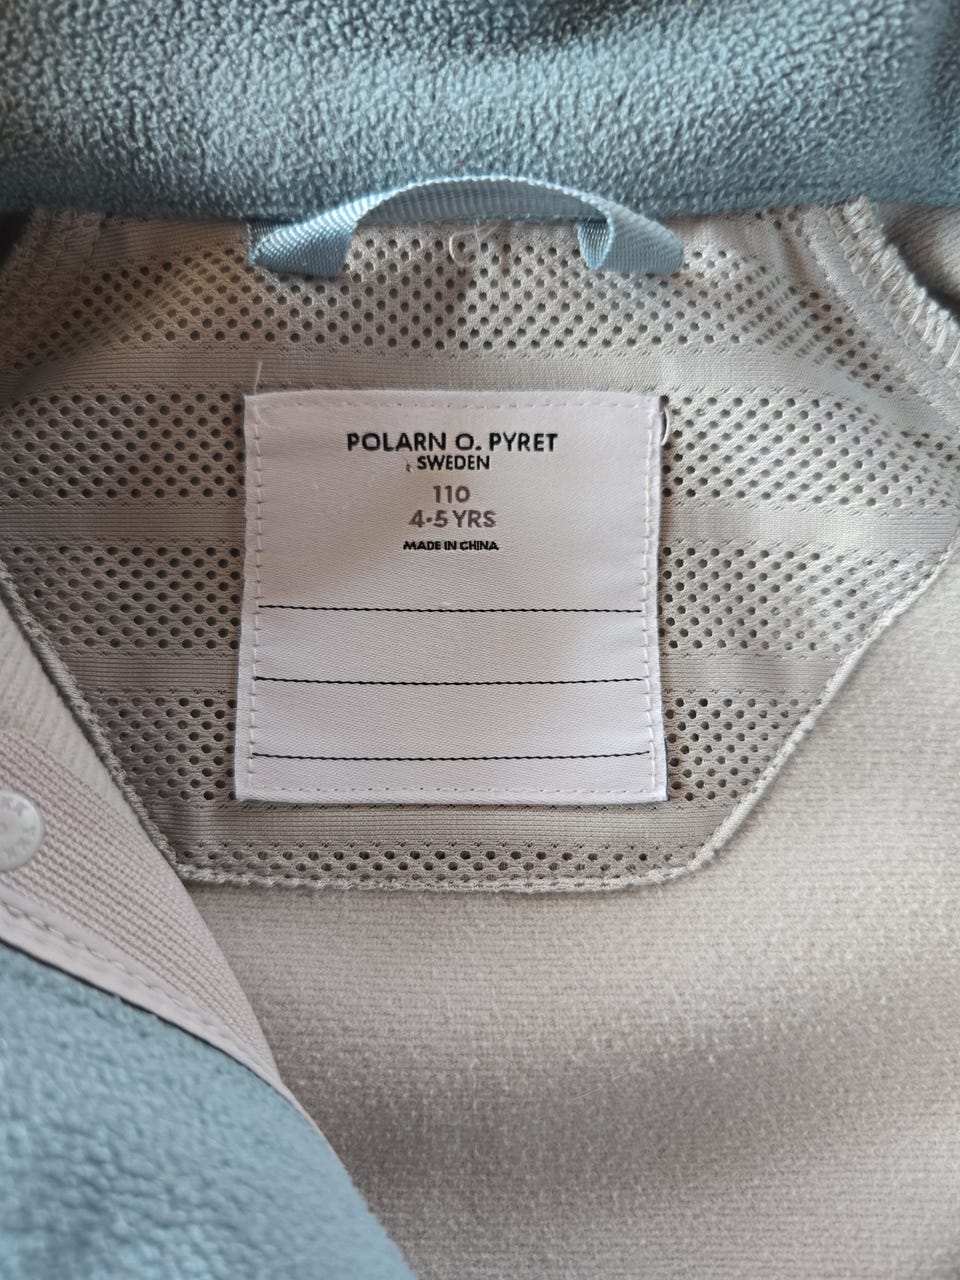 POLARN O. PYRET
SWEDEN
110
4-5 YRS
MADE IN CHINA